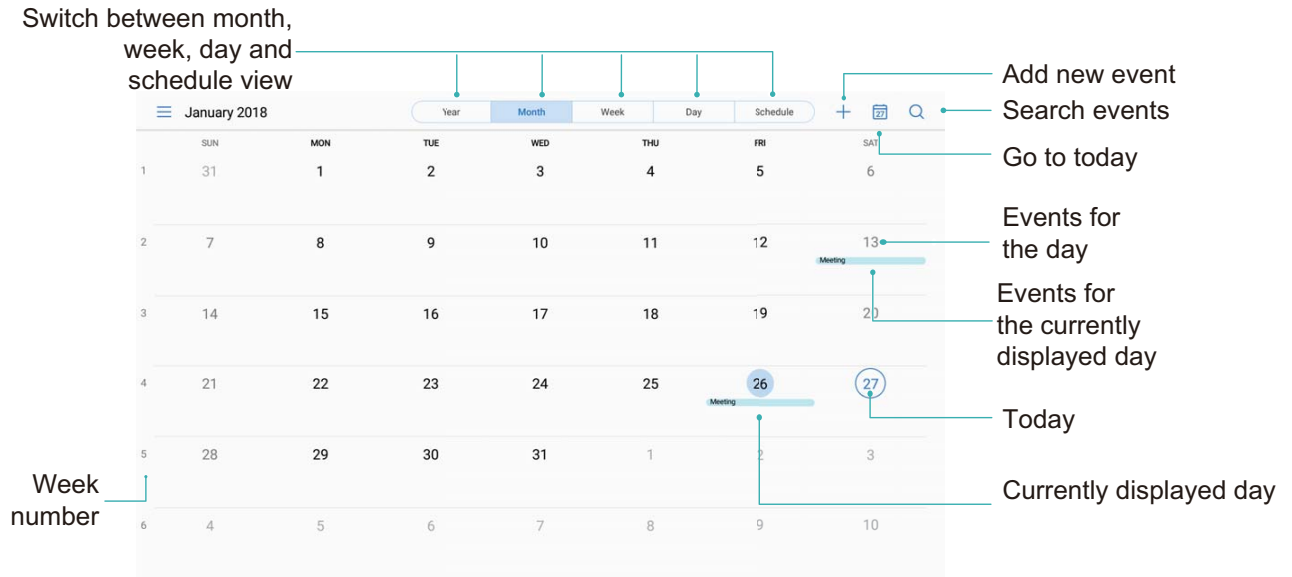 Switch between month,
week, day and
schedule view
Add new event
January 2018
Year Month Week Day Schedule
27
Search events
SUN MON TUE WED THU FRI SAT
Go to today
1 31 1 2 3 4 5 6
Events for
the day
2 7 8 9 10 11 12 13
Meeting
Events for
the currently
displayed day
3 14 15 16 17 18 19 20
4 21 22 23 24 25 26 27
Meeting
Today
5 28 29 30 31 1 2 3
Week
number
Currently displayed day
6 4 5 6 7 8 9 10